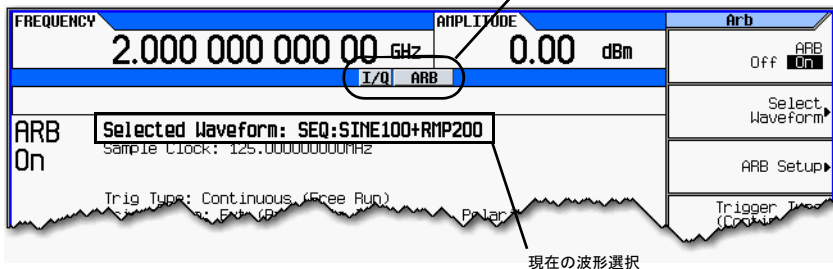 FREQUENCY
2.000 000 000 00 GHz
AMPLITUDE
0.00 dBm
I/Q ARB
ARB
On
Selected Waveform: SEQ:SINE100+RMP200
Sample Clock: 125.000000000MHz
Trig Type: Continuous (Free Run)
Arb
ARB
Off On
Select
Waveform
ARB Setup
Trigger
現在の波形選択